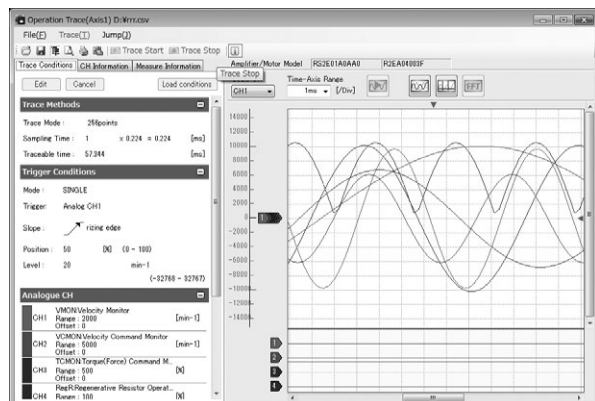 Operation Trace(Axis1) D:¥rrr.csv
File(F) Trace(T) Jump(J)
Trace Start Trace Stop
Trace Conditions CH Information Measure Information
Amplifier/Motor Model RS2E01A0AA0 R2EA04003F
Trace Stop
Edit Cancel Load conditions
CH1
Time-Axis Range
1ms [/Div]
FFT
Trace Methods
Trace Mode : 256points
Sampling Time : 1 x 0.224 = 0.224 [ms]
Traceable time : 57.344 [ms]
Trigger Conditions
Mode : SINGLE
Trigger Analog CH1
Slope : rizing edge
Position : 50 [%] (0 - 100)
Level : 20 min-1
(-32768 - 32767)
Analogue CH
CH1 VMON:Velocity Monitor
Range : 2000 [min-1]
Offset : 0
CH2 VCMON:Velocity Command Monitor
Range : 5000 [min-1]
Offset : 0
CH3 TCMON:Torque(Force) Command M...
Range : 500 [%]
Offset : 0
CH4 RegR:Regenerative Resistor Operat...
Range : 100 [%]
14000
12000
10000
8000
6000
4000
2000
0
-2000
-4000
-6000
-8000
-10000
-12000
-14000
1
1
2
3
4